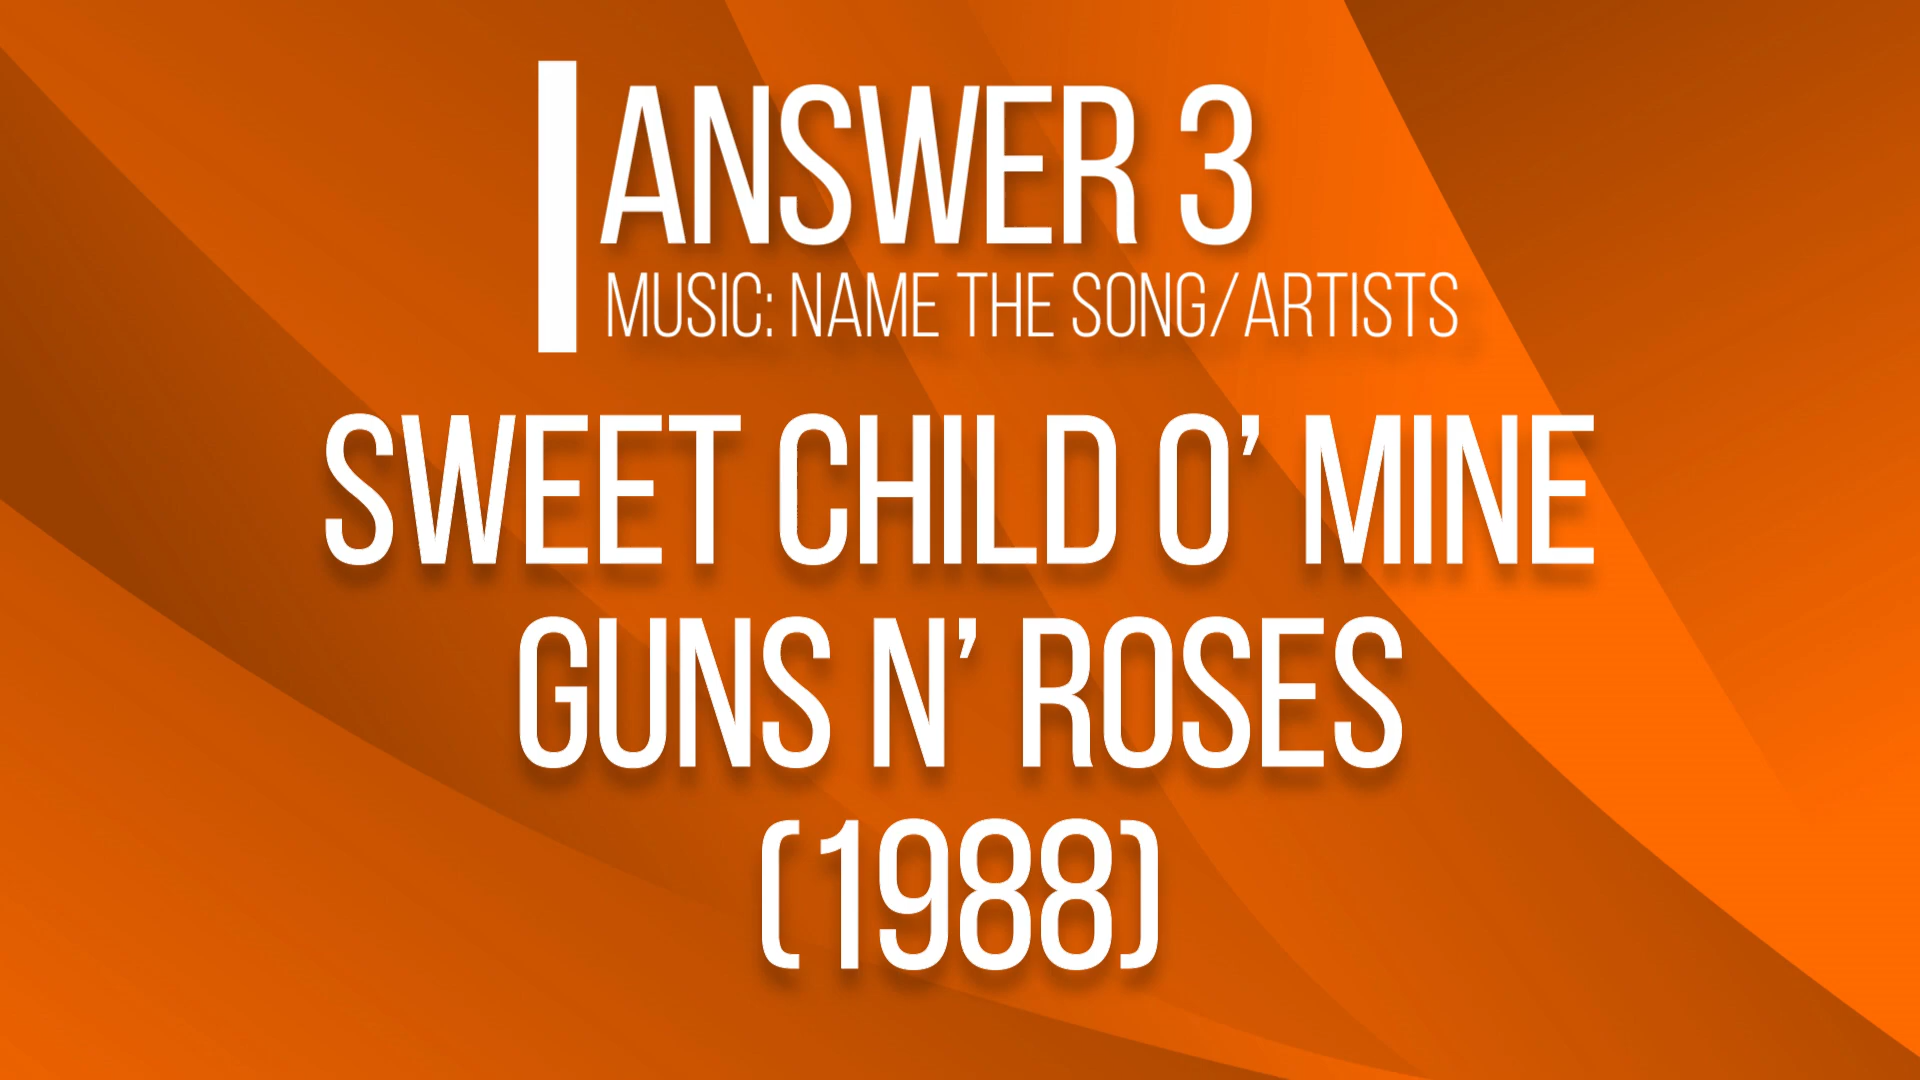 ANSWER 3
MUSIC: NAME THE SONG/ARTISTS
SWEET CHILD O’ MINE
GUNS N’ ROSES
(1988)